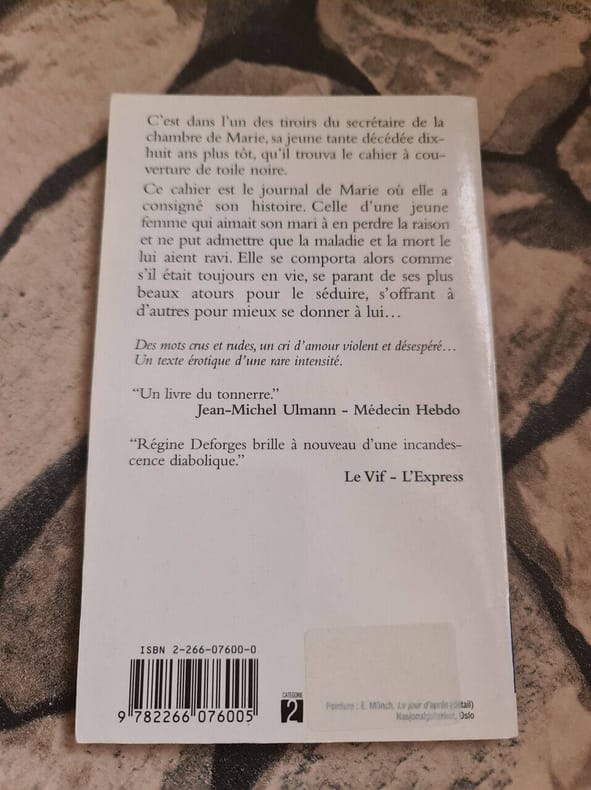 C'est dans l'un des tiroirs du secrétaire de la
chambre de Marie, sa jeune tante décédée dix-
huit ans plus tôt, qu'il trouva le cahier à cou-
verture de toile noire.
Ce cahier est le journal de Marie où elle a
consigné son histoire. Celle d'une jeune
femme qui aimait son mari à en perdre la raison
et ne put admettre que la maladie et la mort le
lui aient ravi. Elle se comporta alors comme
s'il était toujours en vie, se parant de ses plus
beaux atours pour le séduire, s'offrant à
d'autres pour mieux se donner à lui…
Des mots crus et rudes, un cri d'amour violent et désespéré…
Un texte érotique d'une rare intensité.
“Un livre du tonnerre.”
Jean-Michel Ulmann – Médecin Hebdo
“Régine Deforges brille à nouveau d'une incandes-
cence diabolique.”
Le Vif – L'Express
ISBN 2-266-07600-0
9 782266 076005
CATÉGORIE
2
Peinture : E. Münch, Le jour d'après (détail)
Nasjonalgalleriet, Oslo